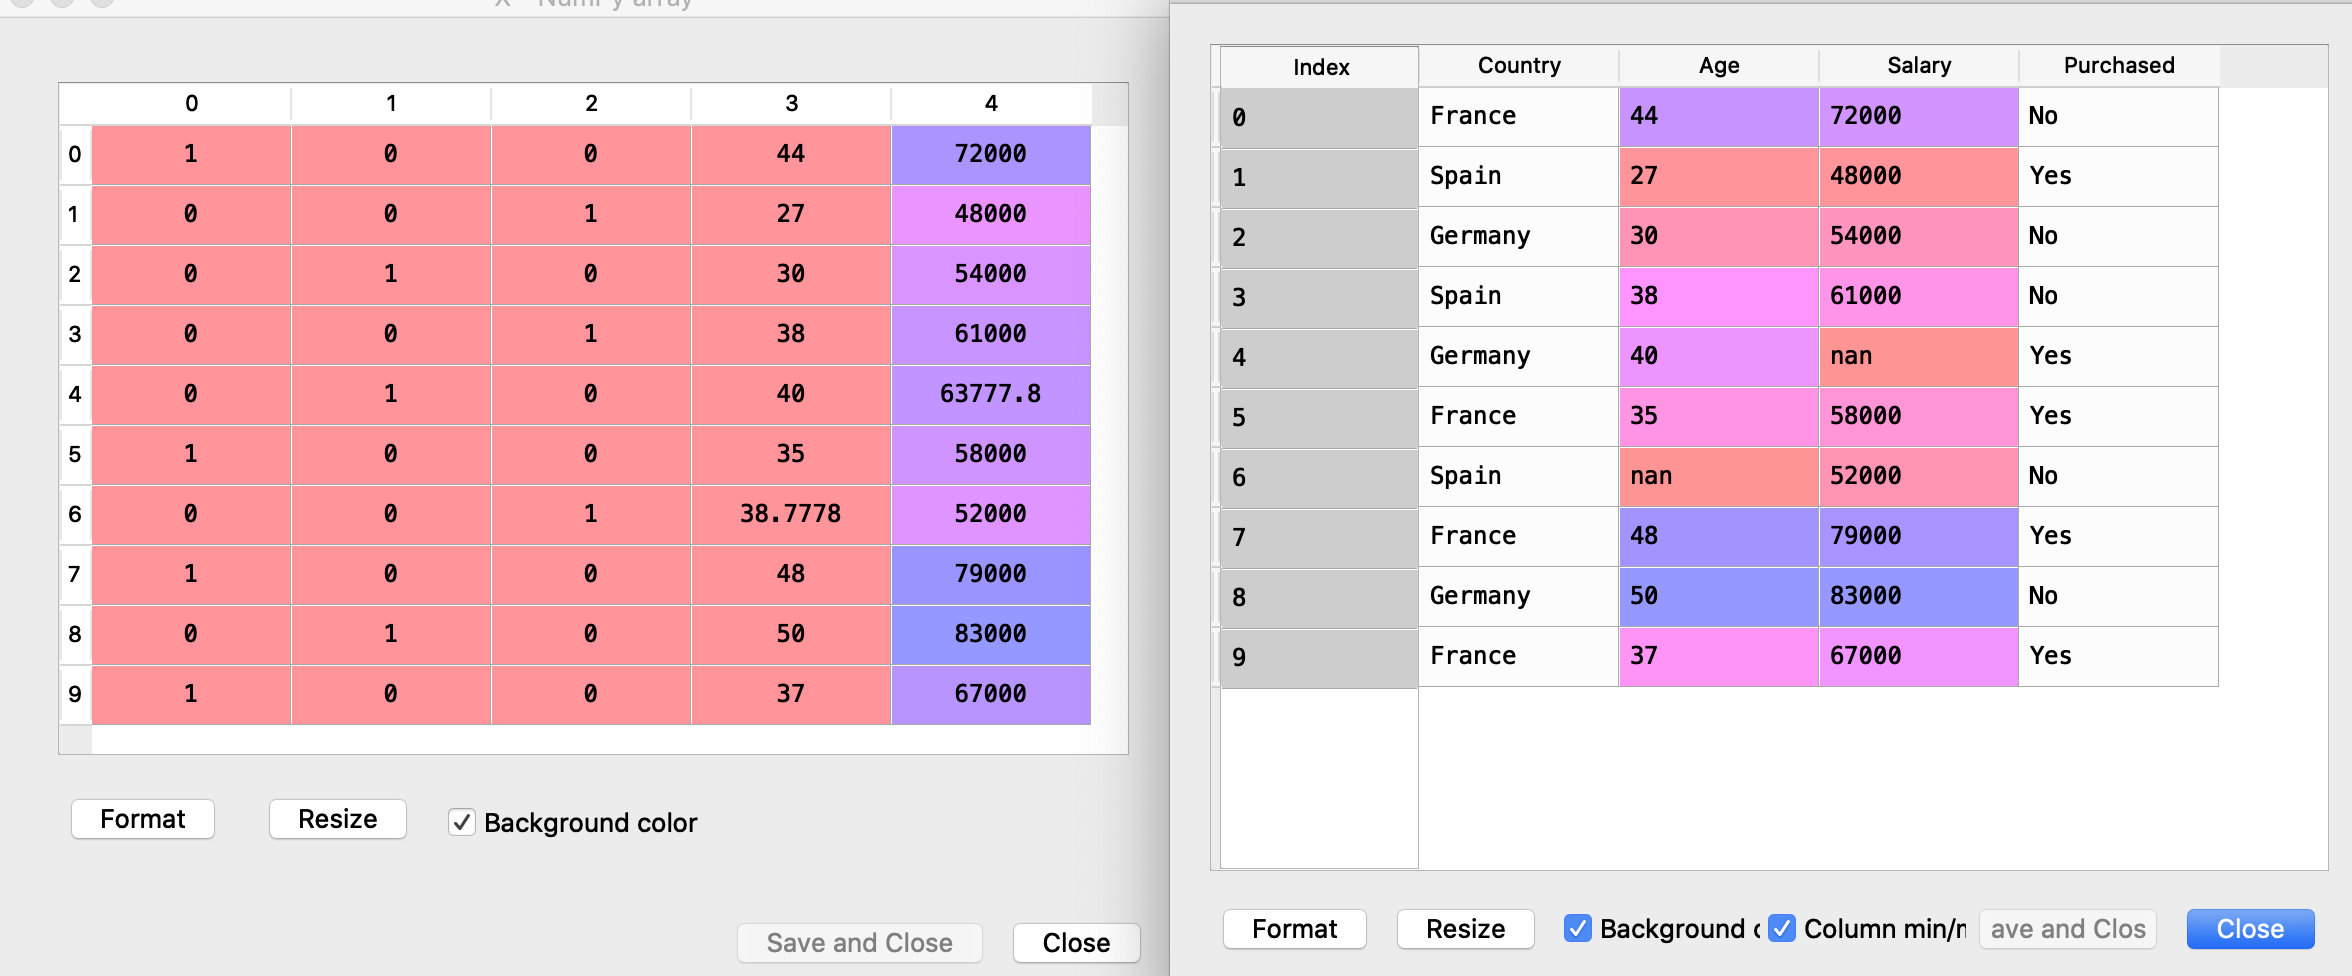 X - NumPy array
0 1 2 3 4
0 1 0 0 44 72000
1 0 0 1 27 48000
2 0 1 0 30 54000
3 0 0 1 38 61000
4 0 1 0 40 63777.8
5 1 0 0 35 58000
6 0 0 1 38.7778 52000
7 1 0 0 48 79000
8 0 1 0 50 83000
9 1 0 0 37 67000
Format Resize Background color
Save and Close Close
Index Country Age Salary Purchased
0 France 44 72000 No
1 Spain 27 48000 Yes
2 Germany 30 54000 No
3 Spain 38 61000 No
4 Germany 40 nan Yes
5 France 35 58000 Yes
6 Spain nan 52000 No
7 France 48 79000 Yes
8 Germany 50 83000 No
9 France 37 67000 Yes
Format Resize Background c Column min/r ave and Clos Close